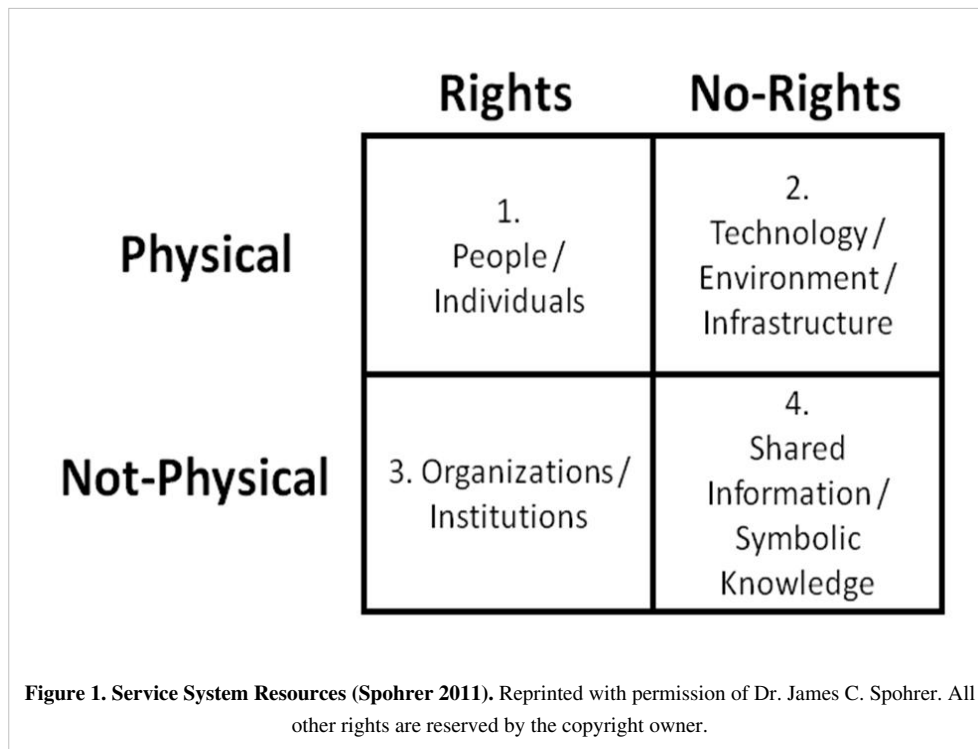 Rights No-Rights
Physical
1.
People /
Individuals
2.
Technology /
Environment /
Infrastructure
Not-Physical
3. Organizations /
Institutions
4.
Shared
Information /
Symbolic
Knowledge
Figure 1. Service System Resources (Spohrer 2011). Reprinted with permission of Dr. James C. Spohrer. All
other rights are reserved by the copyright owner.